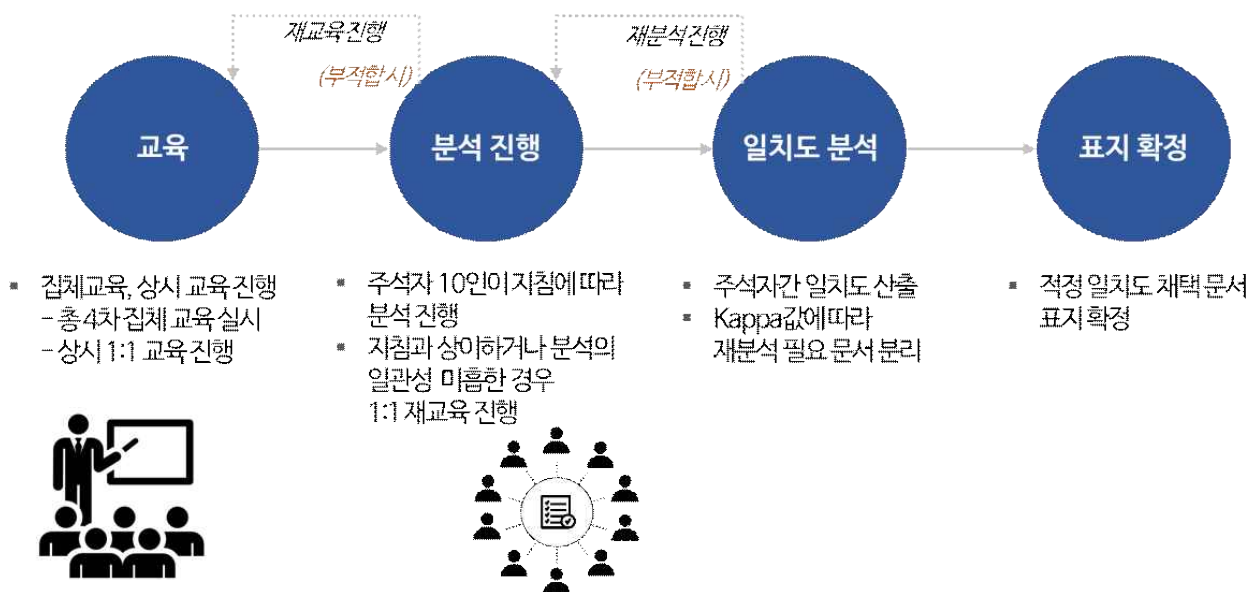 재교육 진행
(부적합 시)
재분석 진행
(부적합 시)
교육
분석 진행
일치도 분석
표지 확정
▪ 집체교육, 상시 교육 진행
- 총 4차 집체 교육 실시
- 상시 1:1 교육 진행
▪ 주석자 10인이 지침에 따라
분석 진행
▪ 지침과 상이하거나 분석의
일관성 미흡한 경우
1:1 재교육 진행
▪ 주석자간 일치도 산출
▪ Kappa값에 따라
재분석 필요 문서 분리
▪ 적정 일치도 채택 문서
표지 확정